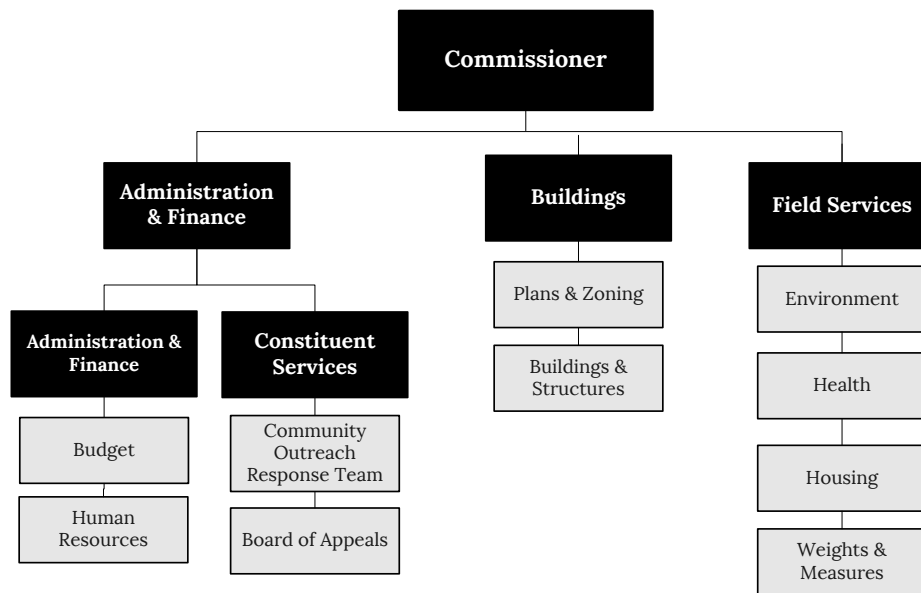 Commissioner
Administration
& Finance
Buildings
Field Services
Administration &
Finance
Constituent
Services
Plans & Zoning
Buildings &
Structures
Environment
Health
Housing
Weights &
Measures
Budget
Human
Resources
Community
Outreach
Response Team
Board of Appeals